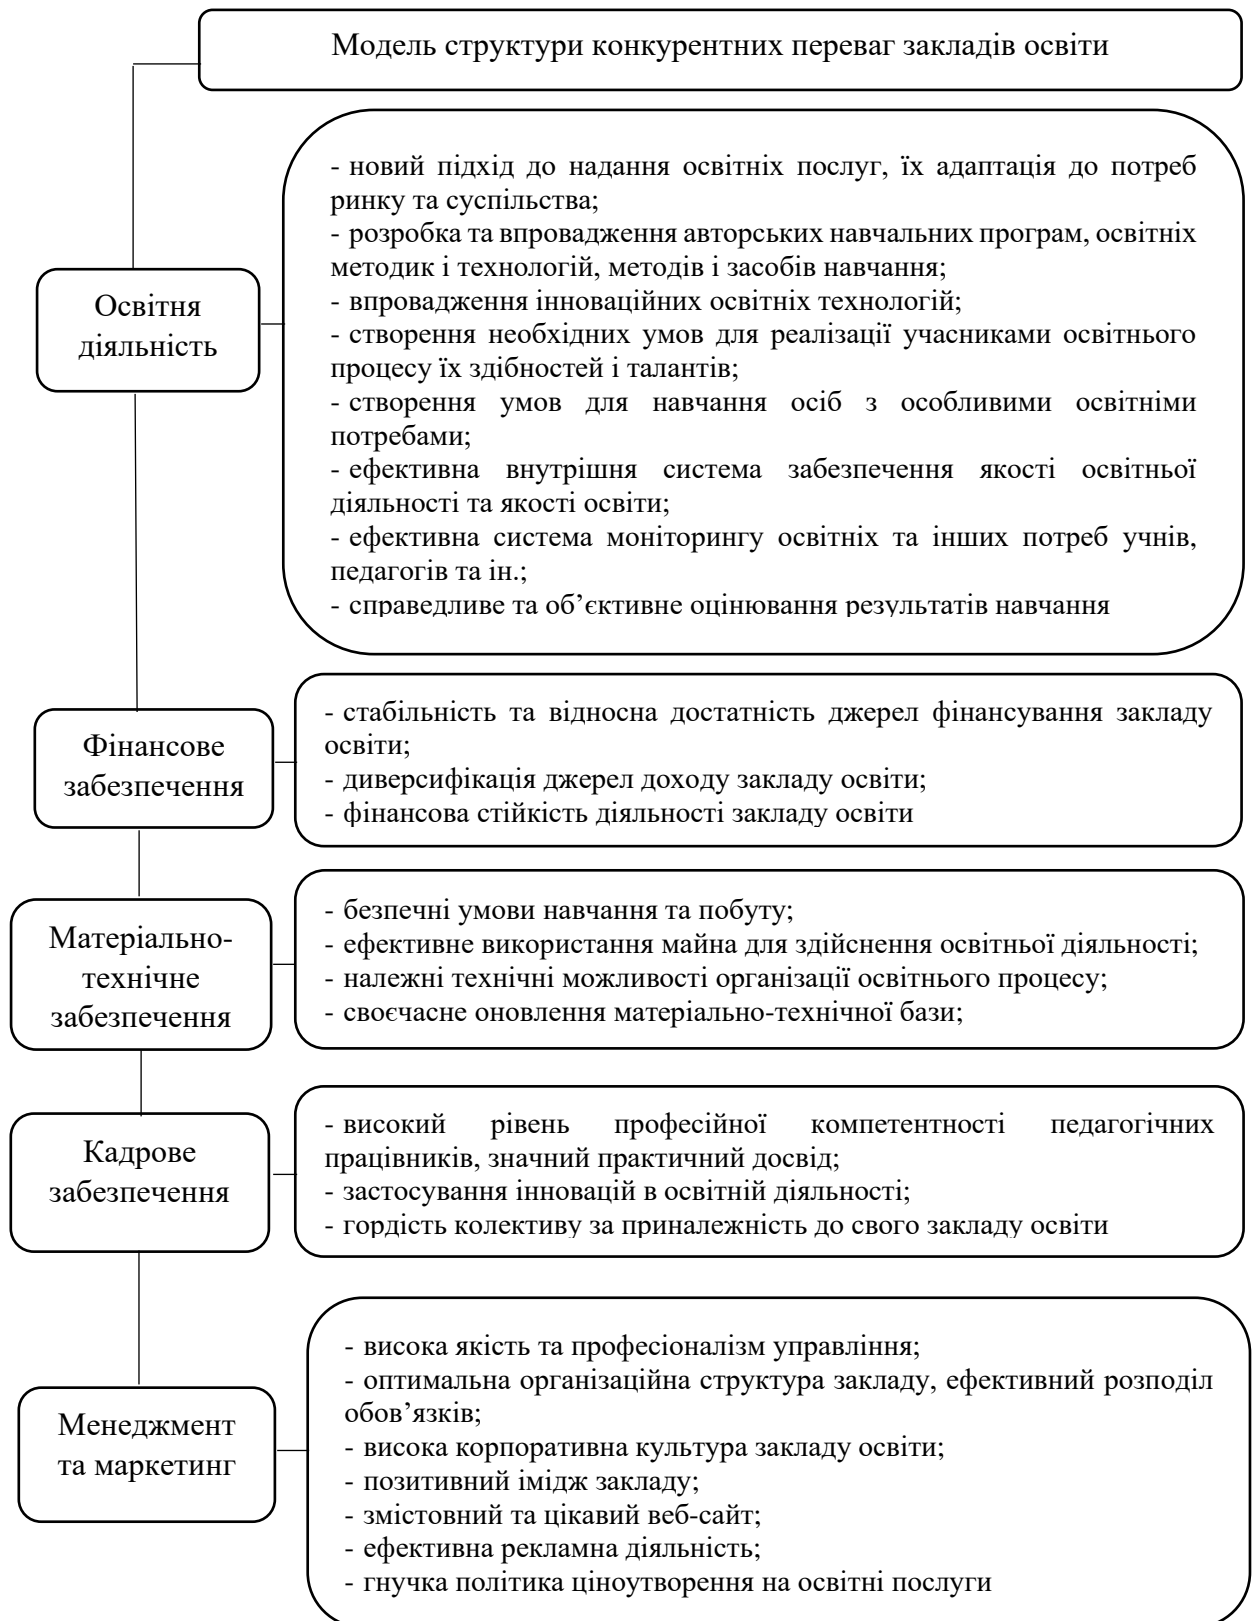 Модель структури конкурентних переваг закладів освіти
Освітня
діяльність
- новий підхід до надання освітніх послуг, їх адаптація до потреб
ринку та суспільства;
- розробка та впровадження авторських навчальних програм, освітніх
методик і технологій, методів і засобів навчання;
- впровадження інноваційних освітніх технологій;
- створення необхідних умов для реалізації учасниками освітнього
процесу їх здібностей і талантів;
- створення умов для навчання осіб з особливими освітніми
потребами;
- ефективна внутрішня система забезпечення якості освітньої
діяльності та якості освіти;
- ефективна система моніторингу освітніх та інших потреб учнів,
педагогів та ін.;
- справедливе та об’єктивне оцінювання результатів навчання
Фінансове
забезпечення
- стабільність та відносна достатність джерел фінансування закладу
освіти;
- диверсифікація джерел доходу закладу освіти;
- фінансова стійкість діяльності закладу освіти
Матеріально-
технічне
забезпечення
- безпечні умови навчання та побуту;
- ефективне використання майна для здійснення освітньої діяльності;
- належні технічні можливості організації освітнього процесу;
- своєчасне оновлення матеріально-технічної бази;
Кадрове
забезпечення
- високий рівень професійної компетентності педагогічних
працівників, значний практичний досвід;
- застосування інновацій в освітній діяльності;
- гордість колективу за приналежність до свого закладу освіти
Менеджмент
та маркетинг
- висока якість та професіоналізм управління;
- оптимальна організаційна структура закладу, ефективний розподіл
обов’язків;
- висока корпоративна культура закладу освіти;
- позитивний імідж закладу;
- змістовний та цікавий веб-сайт;
- ефективна рекламна діяльність;
- гнучка політика ціноутворення на освітні послуги